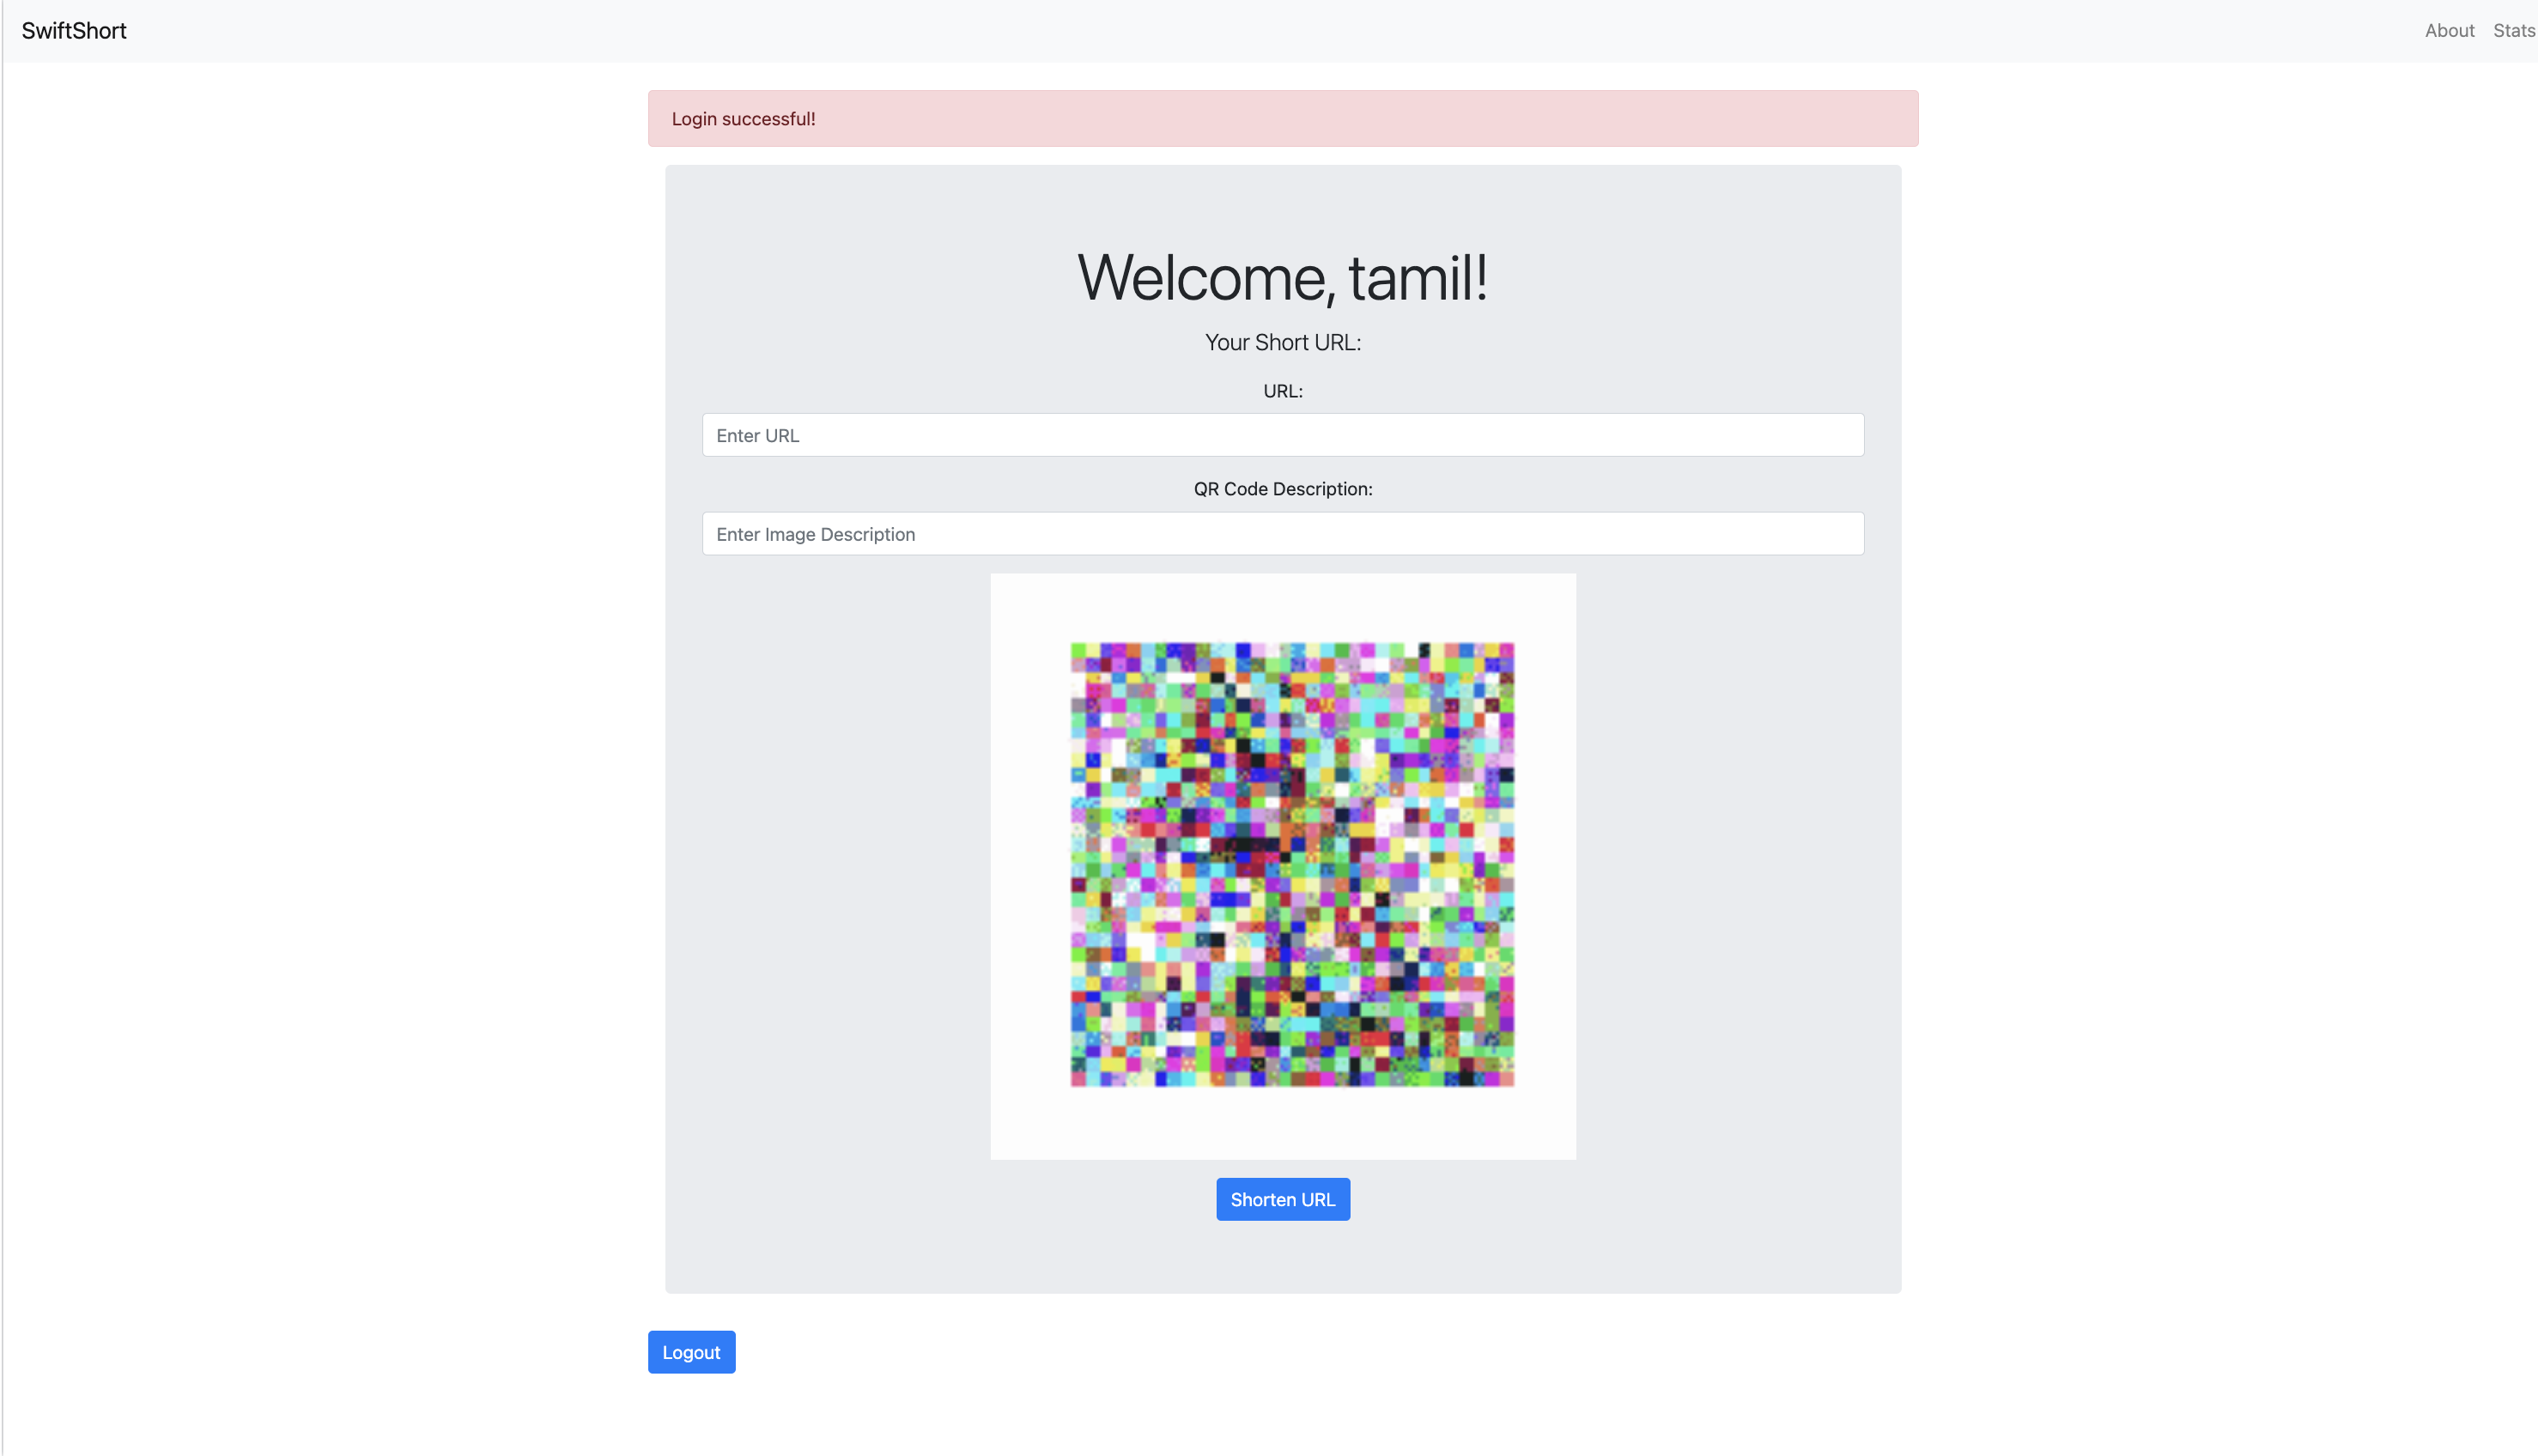 SwiftShort
About Stats
Login successful!
Welcome, tamil!
Your Short URL:
URL:
Enter URL
QR Code Description:
Enter Image Description
Shorten URL
Logout